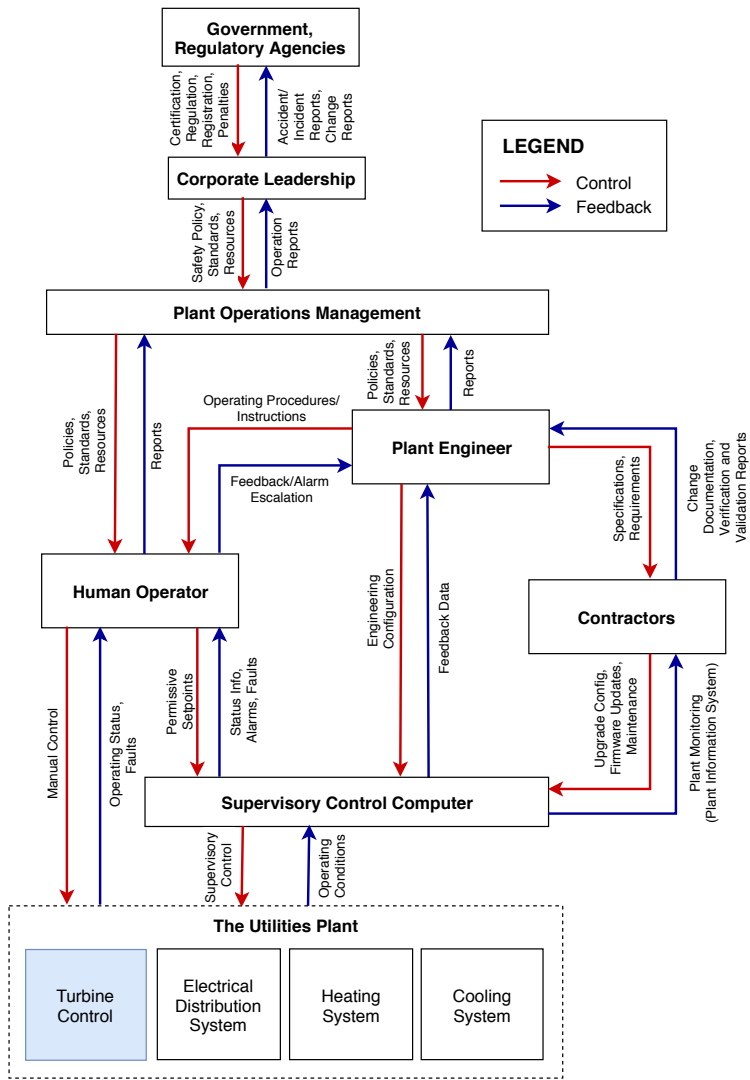 Government,
Regulatory Agencies
Certification,
Regulation,
Registration,
Penalties
Accident/
Incident
Reports,
Change
Reports
LEGEND
Control
Feedback
Corporate Leadership
Safety Policy,
Standards,
Resources
Operation
Reports
Plant Operations Management
Policies,
Standards,
Resources
Reports
Policies,
Standards,
Resources
Reports
Operating Procedures/
Instructions
Plant Engineer
Feedback/Alarm
Escalation
Specifications,
Requirements
Change
Documentation,
Verification and
Validation Reports
Human Operator
Engineering
Configuration
Feedback Data
Contractors
Manual Control
Operating Status,
Faults
Permissive
Setpoints
Status Info,
Alarms, Faults
Upgrade Config,
Firmware Updates,
Maintenance
Plant Monitoring
(Plant Information System)
Supervisory Control Computer
Supervisory
Control
Operating
Conditions
The Utilities Plant
Turbine
Control
Electrical
Distribution
System
Heating
System
Cooling
System